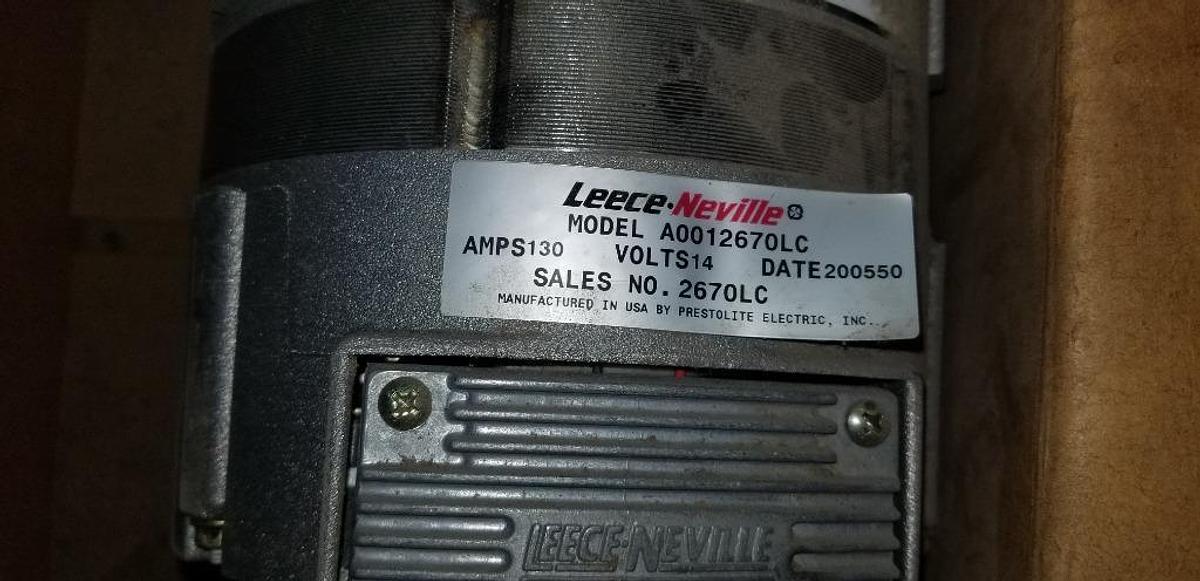 Leece·Neville®
MODEL A0012670LC
AMPS130 VOLTS14 DATE200550
SALES NO. 2670LC
MANUFACTURED IN USA BY PRESTOLITE ELECTRIC, INC.
LEECE-NEVILLE